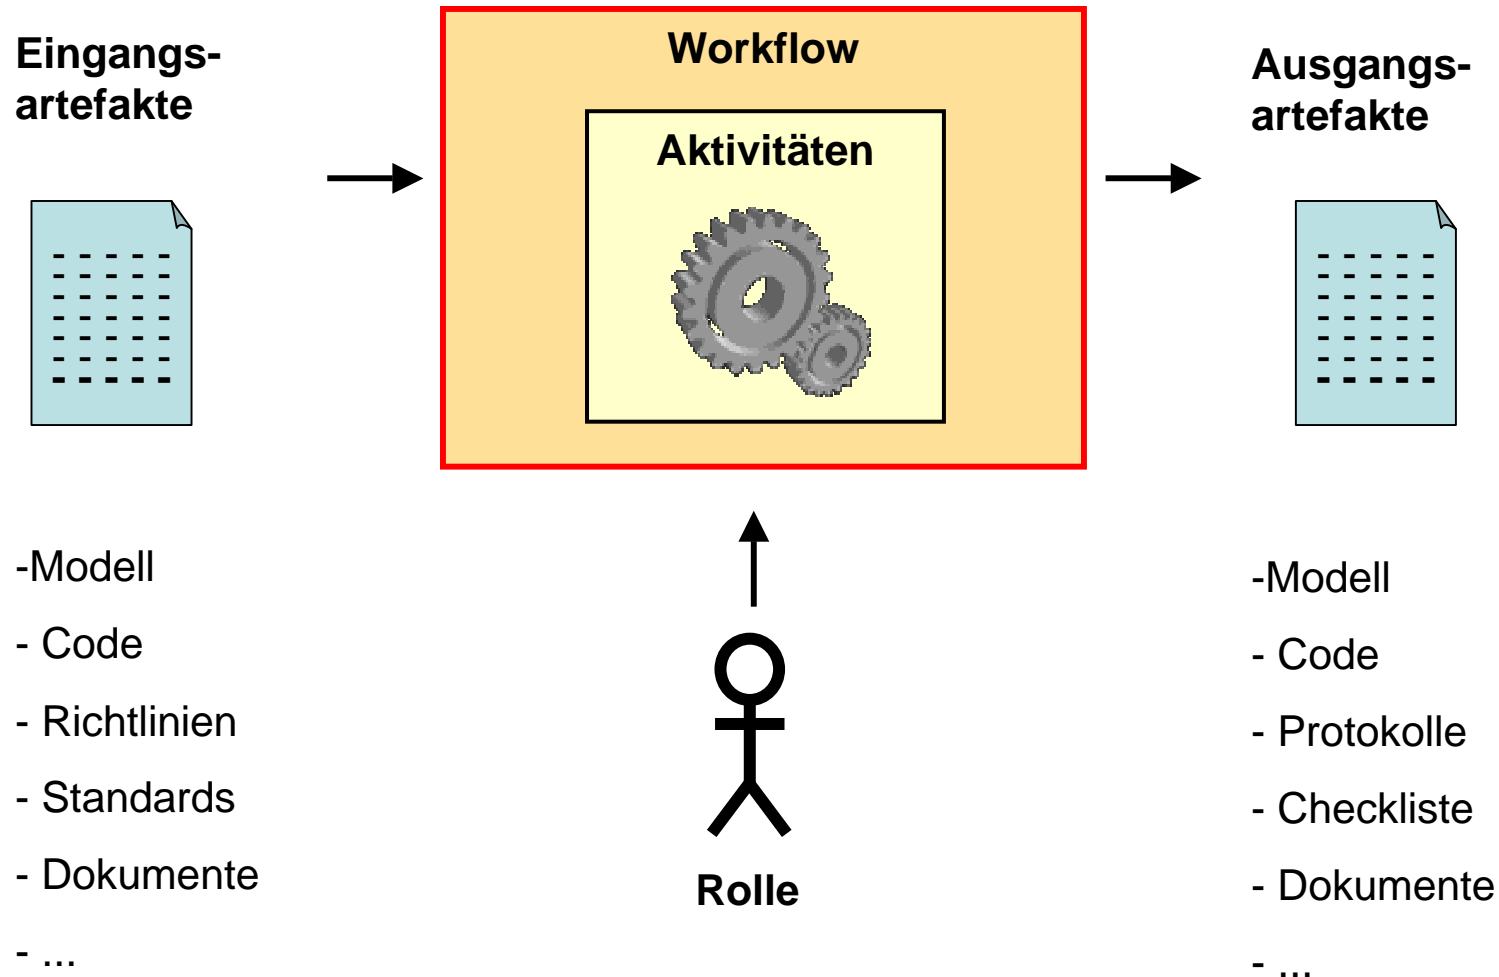 Eingangs-
artefakte
Workflow
Aktivitäten
Ausgangs-
artefakte
-Modell
- Code
- Richtlinien
- Standards
- Dokumente
- ...
Rolle
-Modell
- Code
- Protokolle
- Checkliste
- Dokumente
- ...